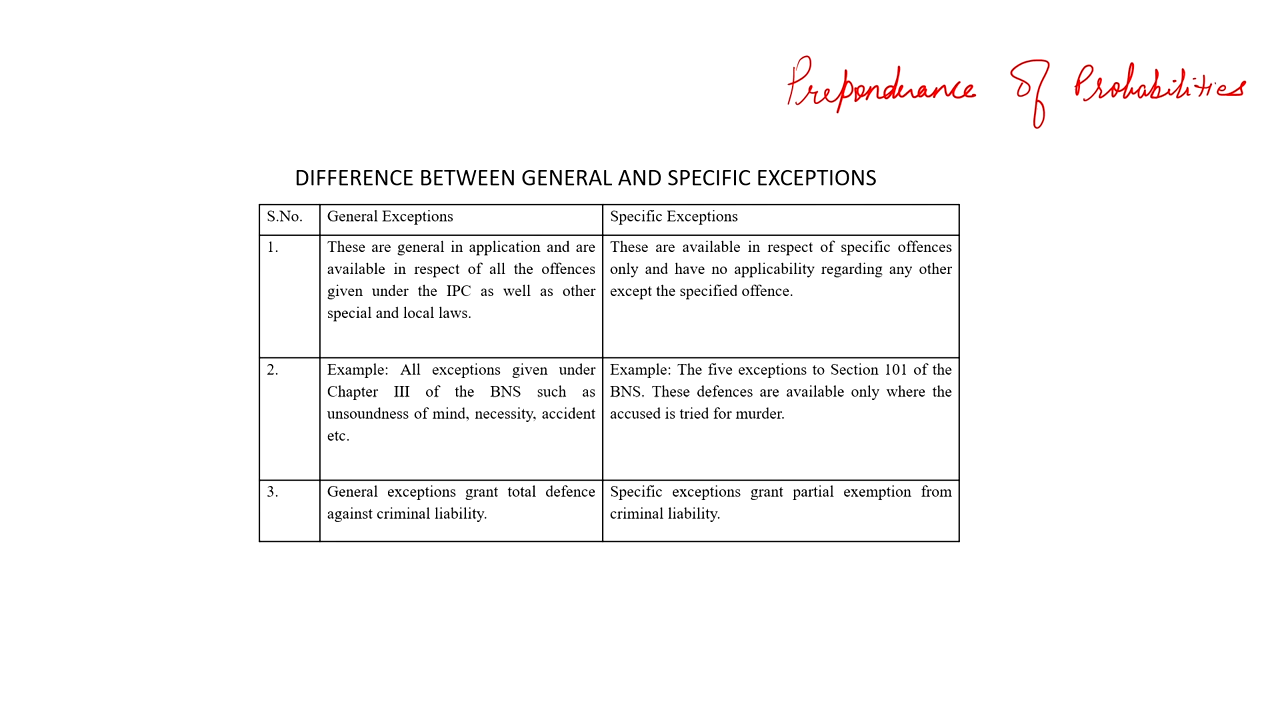 Preponderance Of Probabilities
DIFFERENCE BETWEEN GENERAL AND SPECIFIC EXCEPTIONS
S.No. General Exceptions Specific Exceptions
1. These are general in application and are These are available in respect of specific offences
available in respect of all the offences only and have no applicability regarding any other
given under the IPC as well as other except the specified offence.
special and local laws.
2. Example: All exceptions given under Example: The five exceptions to Section 101 of the
Chapter III of the BNS such as BNS. These defences are available only where the
unsoundness of mind, necessity, accident accused is tried for murder.
etc.
3. General exceptions grant total defence Specific exceptions grant partial exemption from
against criminal liability. criminal liability.